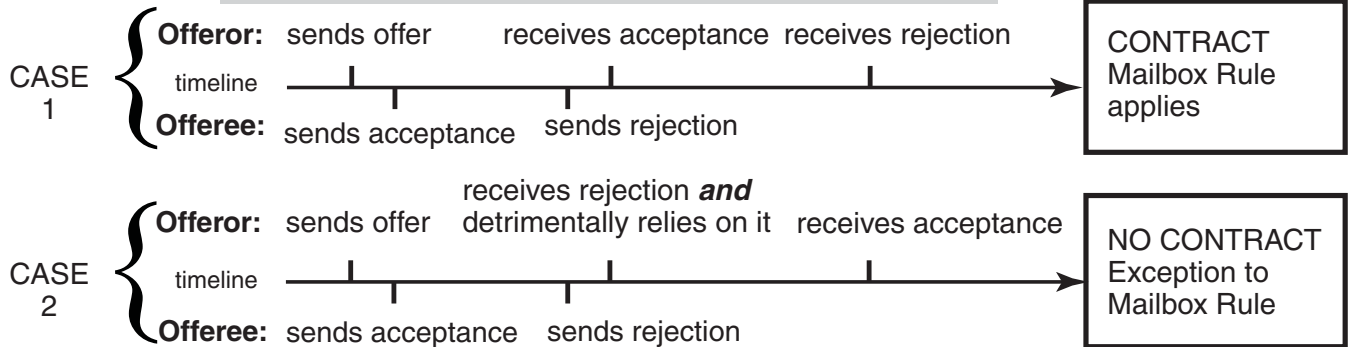 Offeror: sends offer receives acceptance receives rejection
CASE 1
timeline
Offeree: sends acceptance sends rejection
CONTRACT
Mailbox Rule
applies
receives rejection and
Offeror: sends offer detrimentally relies on it receives acceptance
CASE 2
timeline
Offeree: sends acceptance sends rejection
NO CONTRACT
Exception to
Mailbox Rule